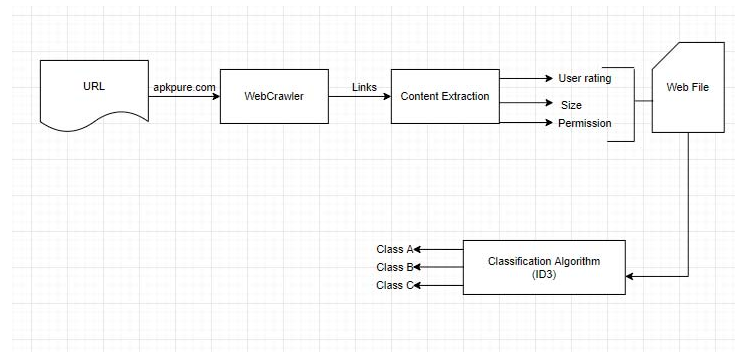 URL
apkpure.com
WebCrawler
Links
Content Extraction
User rating
Size
Permission
Web File
Classification Algorithm
(ID3)
Class A
Class B
Class C